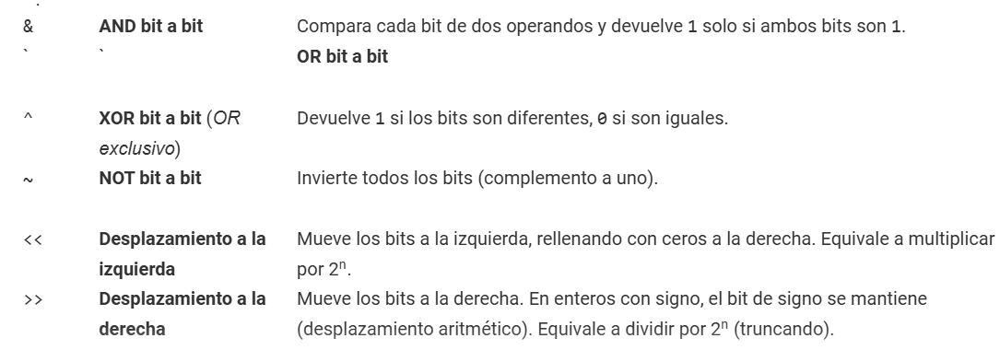 & AND bit a bit Compara cada bit de dos operandos y devuelve 1 solo si ambos bits son 1.
` ` OR bit a bit
^ XOR bit a bit (OR Devuelve 1 si los bits son diferentes, 0 si son iguales.
exclusivo)
~ NOT bit a bit Invierte todos los bits (complemento a uno).
<< Desplazamiento a la Mueve los bits a la izquierda, rellenando con ceros a la derecha. Equivale a multiplicar
izquierda por 2ⁿ.
>> Desplazamiento a la Mueve los bits a la derecha. En enteros con signo, el bit de signo se mantiene
derecha (desplazamiento aritmético). Equivale a dividir por 2ⁿ (truncando).